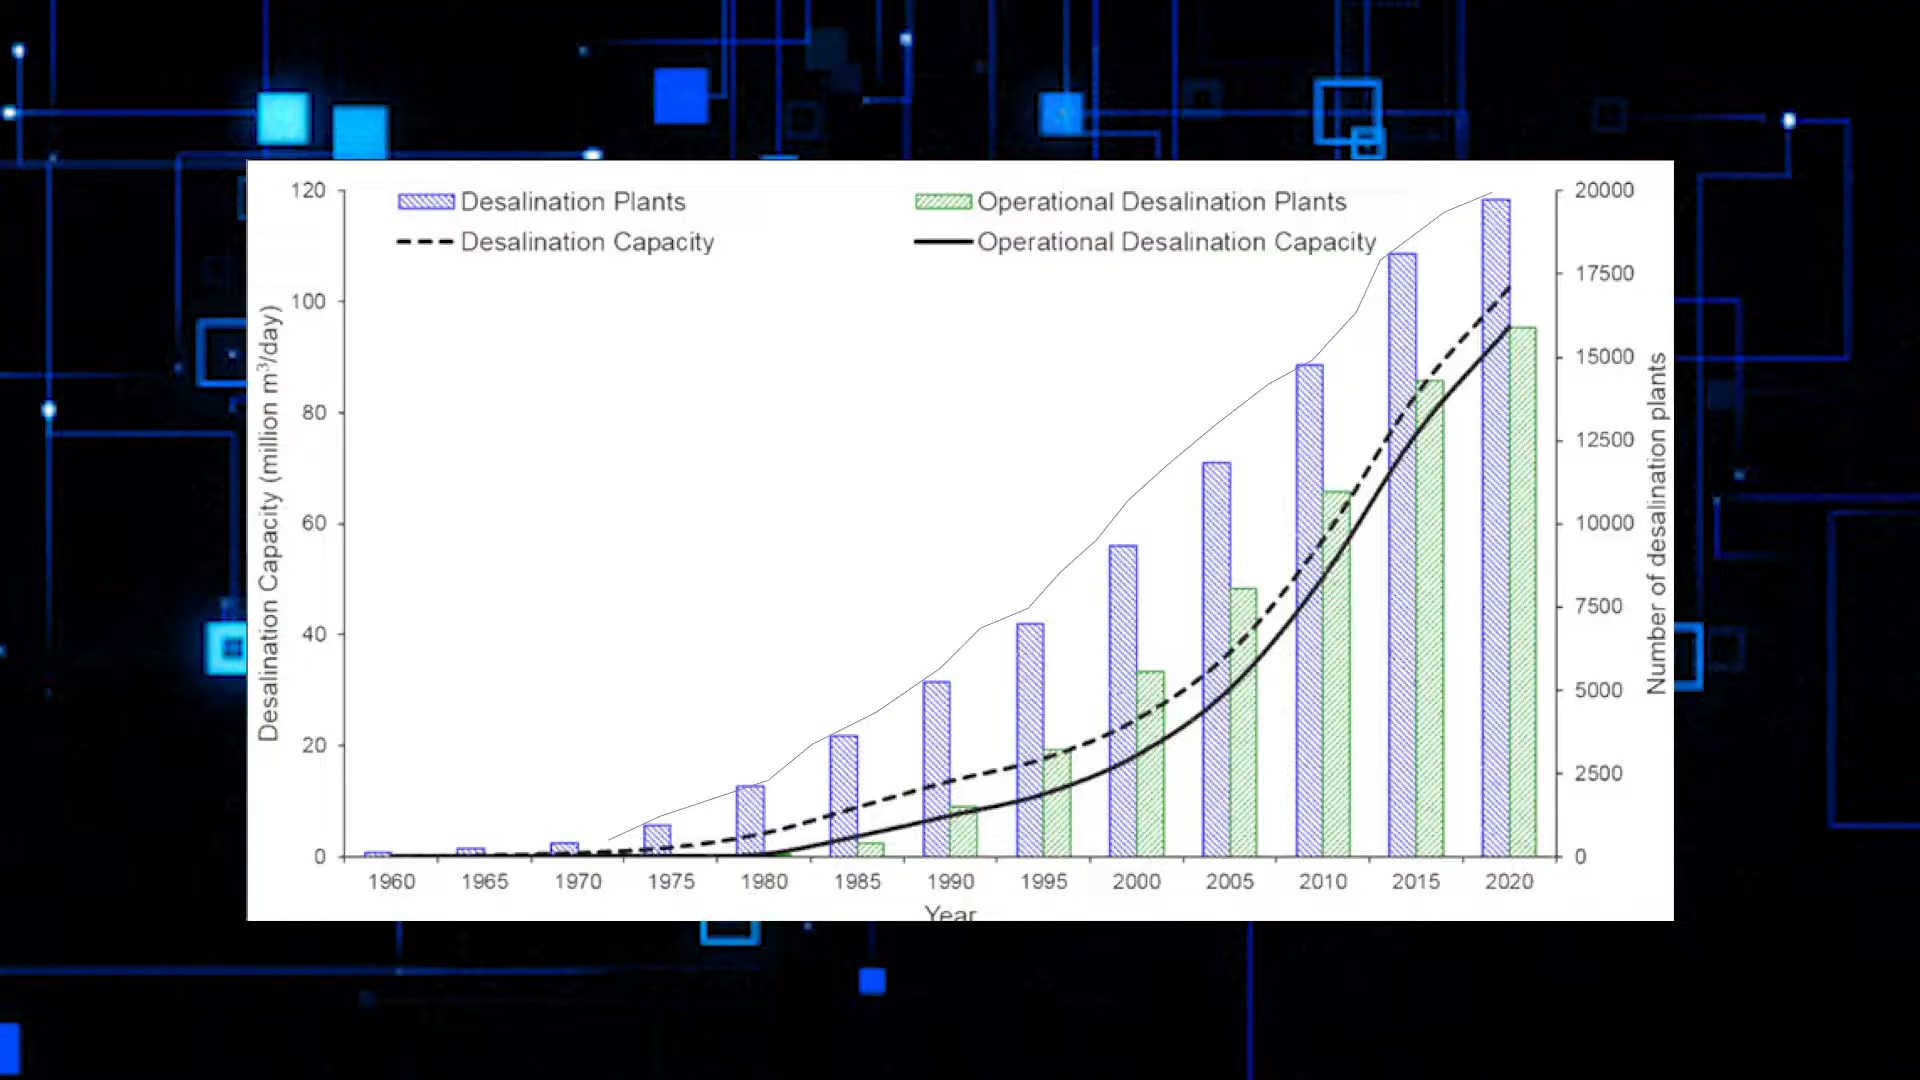 Desalination Plants
Operational Desalination Plants
Desalination Capacity
Operational Desalination Capacity
120
100
80
60
40
20
0
Desalination Capacity (million m³/day)
20000
17500
15000
12500
10000
7500
5000
2500
0
Number of desalination plants
1960 1965 1970 1975 1980 1985 1990 1995 2000 2005 2010 2015 2020
Year